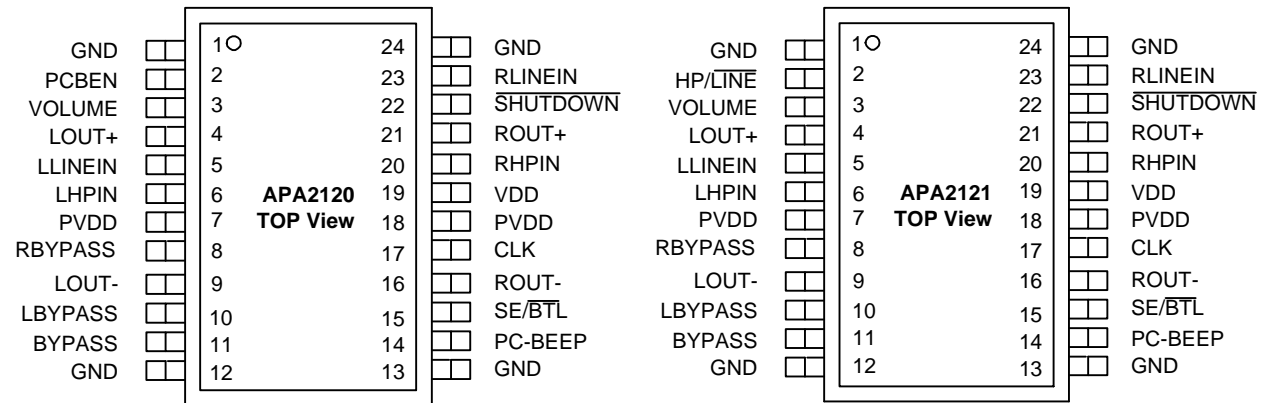 GND 1 24 GND
PCBEN 2 23 RLINEIN
VOLUME 3 22 SHUTDOWN
LOUT+ 4 21 ROUT+
LLINEIN 5 20 RHPIN
LHPIN 6 APA2120 19 VDD
PVDD 7 TOP View 18 PVDD
RBYPASS 8 17 CLK
LOUT- 9 16 ROUT-
LBYPASS 10 15 SE/BTL
BYPASS 11 14 PC-BEEP
GND 12 13 GND
GND 1 24 GND
HP/LINE 2 23 RLINEIN
VOLUME 3 22 SHUTDOWN
LOUT+ 4 21 ROUT+
LLINEIN 5 20 RHPIN
LHPIN 6 APA2121 19 VDD
PVDD 7 TOP View 18 PVDD
RBYPASS 8 17 CLK
LOUT- 9 16 ROUT-
LBYPASS 10 15 SE/BTL
BYPASS 11 14 PC-BEEP
GND 12 13 GND